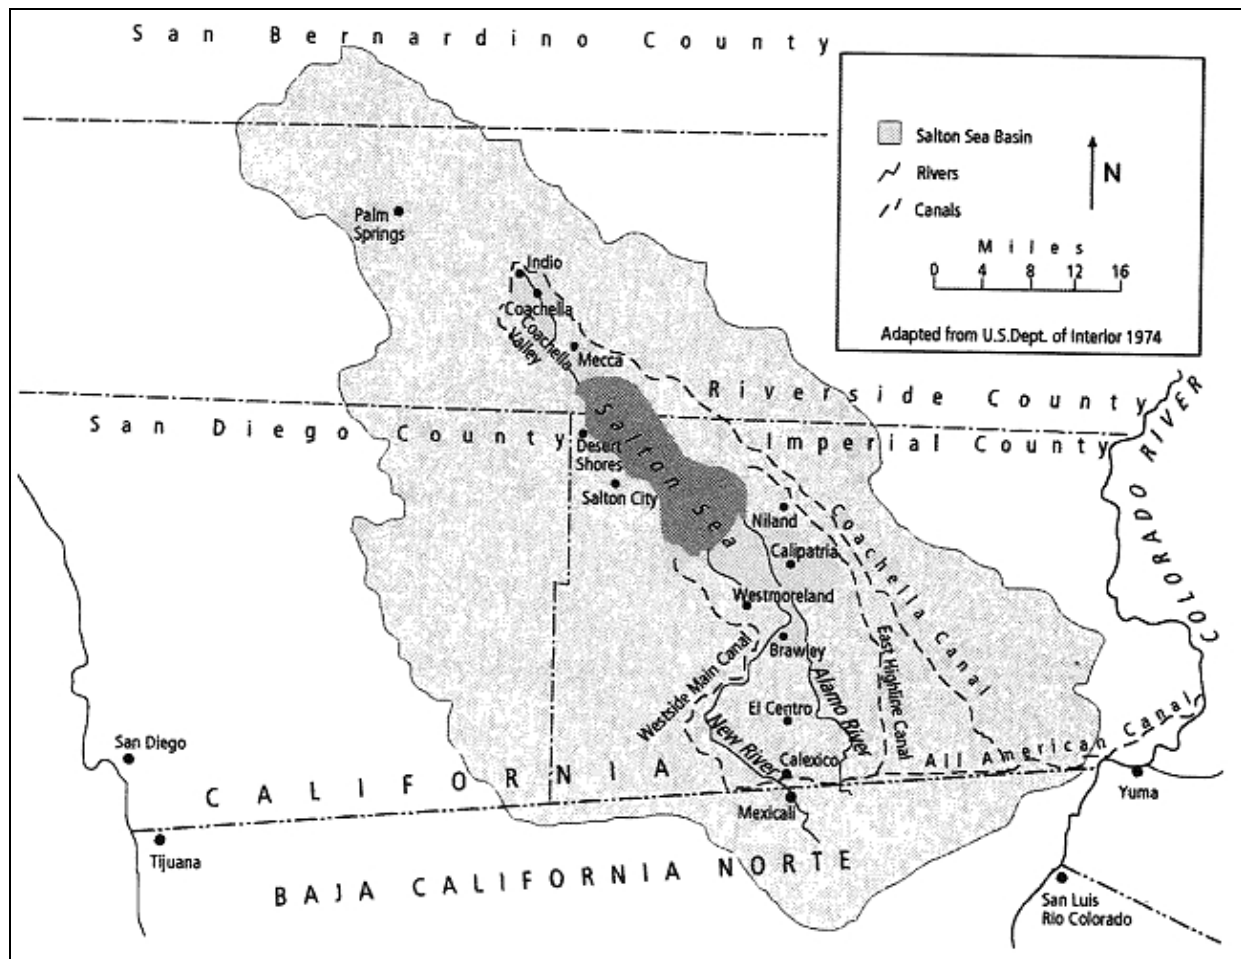 San Bernardino County
Salton Sea Basin
Rivers
N
Canals
Miles
0 4 8 12 16
Adapted from U.S.Dept. of Interior 1974
Palm
Springs
Indio
Coachella
Coachella
Valley
Mecca
Riverside County
San Diego County
Imperial County
COLORADO RIVER
Salton Sea
Desert
Shores
Salton City
Niland
Coachella Canal
Calipatria
Westmoreland
Brawley
East Highline Canal
Westside Main Canal
Alamo River
El Centro
New River
Calexico
All American Canal
San Diego
CALIFORNIA
Mexicali
Yuma
Tijuana
BAJA CALIFORNIA NORTE
San Luis
Rio Colorado